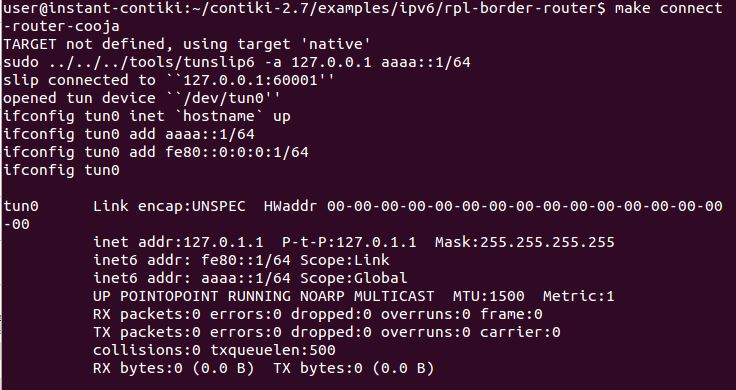 user@instant-contiki:~/contiki-2.7/examples/ipv6/rpl-border-router$ make connect
-router-cooja
TARGET not defined, using target 'native'
sudo ../../../tools/tunslip6 -a 127.0.0.1 aaaa::1/64
slip connected to ``127.0.0.1:60001''
opened tun device ``/dev/tun0''
ifconfig tun0 inet `hostname` up
ifconfig tun0 add aaaa::1/64
ifconfig tun0 add fe80::0:0:0:1/64
ifconfig tun0
tun0      Link encap:UNSPEC  HWaddr 00-00-00-00-00-00-00-00-00-00-00-00-00-00-00
-00
          inet addr:127.0.1.1  P-t-P:127.0.1.1  Mask:255.255.255.255
          inet6 addr: fe80::1/64 Scope:Link
          inet6 addr: aaaa::1/64 Scope:Global
          UP POINTOPOINT RUNNING NOARP MULTICAST  MTU:1500  Metric:1
          RX packets:0 errors:0 dropped:0 overruns:0 frame:0
          TX packets:0 errors:0 dropped:0 overruns:0 carrier:0
          collisions:0 txqueuelen:500
          RX bytes:0 (0.0 B)  TX bytes:0 (0.0 B)